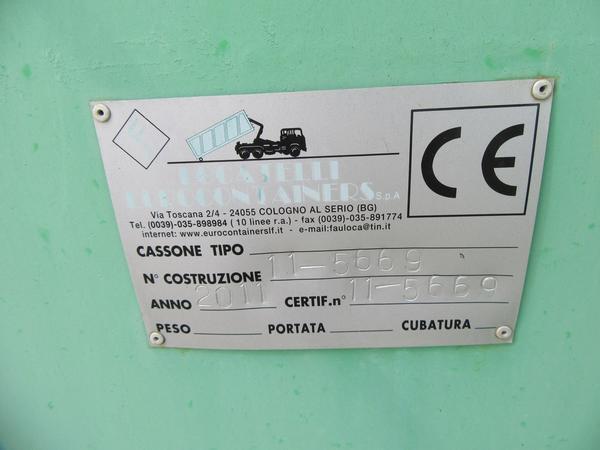 F
LOCATELLI
EUROCONTAINERS S.p.A
CE
Via Toscana 2/4 - 24055 COLOGNO AL SERIO (BG)
Tel. (0039)-035-898984 ( 10 linee r.a.) - fax (0039)-035-891774
internet: www.eurocontainerslf.it - e-mail:fauloca@tin.it
CASSONE TIPO
N° COSTRUZIONE 11-5669
ANNO 2011 CERTIF.n° 11-5669
PESO PORTATA CUBATURA